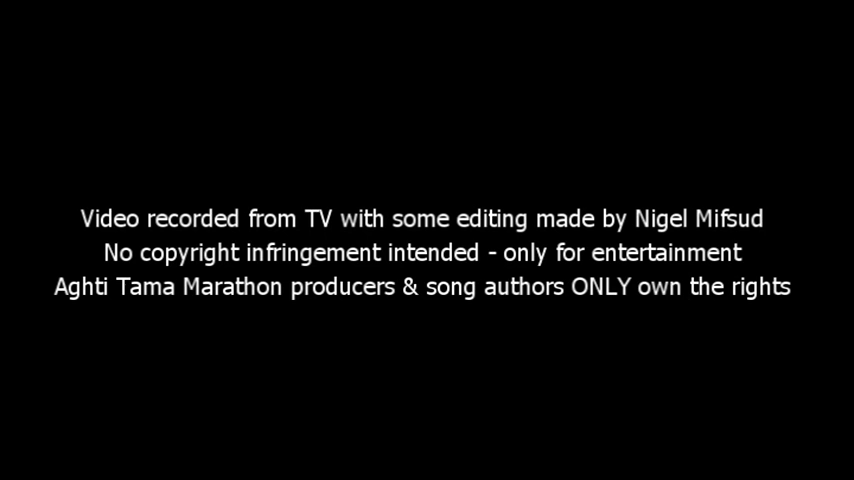 Video recorded from TV with some editing made by Nigel Mifsud
No copyright infringement intended - only for entertainment
Aghti Tama Marathon producers & song authors ONLY own the rights